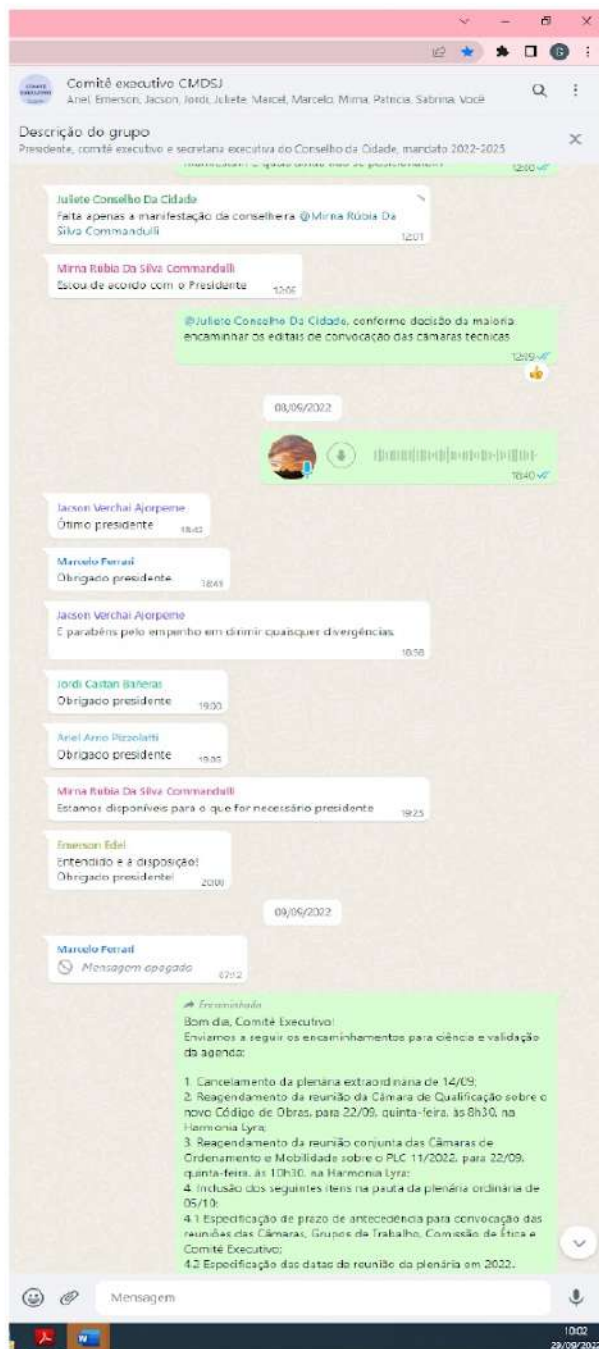 Comitê executivo CMDSJ
Ariel, Emerson, Jacson, Jordi, Juliete, Marcel, Marcelo, Mirna, Patricia, Sabrina, Você
Descrição do grupo
Presidente, comitê executivo e secretaria executiva do Conselho da Cidade, mandato 2022-2025
12:00
Juliete Conselho Da Cidade
Falta apenas a manifestação da conselheira @Mirna Rúbia Da
Silva Commandulli
12:01
Mirna Rúbia Da Silva Commandulli
Estou de acordo com o Presidente
12:06
@Juliete Conselho Da Cidade, conforme decisão da maioria
encaminhar os editais de convocação das câmaras técnicas
12:09
08/09/2022
18:40
Jacson Verchai Ajorpeme
Ótimo presidente
Marcelo Ferrari
Obrigado presidente
18:41
Jacson Verchai Ajorpeme
E parabéns pelo empenho em dirimir quaisquer divergências
18:58
Jordi Castan Bañeras
Obrigado presidente
19:00
Ariel Arno Pizzolatti
Obrigado presidente
Mirna Rúbia Da Silva Commandulli
Estamos disponíveis para o que for necessário presidente
19:25
Emerson Edel
Entendido e à disposição!
Obrigado presidente!
09/09/2022
Marcelo Ferrari
Mensagem apagada
07:12
Encaminhada
Bom dia, Comitê Executivo!
Enviamos a seguir os encaminhamentos para ciência e validação
da agenda:
1. Cancelamento da plenária extraordinária de 14/09;
2. Reagendamento da reunião da Câmara de Qualificação sobre o
novo Código de Obras, para 22/09, quinta-feira, às 8h30, na
Harmonia Lyra;
3. Reagendamento da reunião conjunta das Câmaras de
Ordenamento e Mobilidade sobre o PLC 11/2022, para 22/09,
quinta-feira, às 10h30, na Harmonia Lyra;
4. Inclusão dos seguintes itens na pauta da plenária ordinária de
05/10:
4.1 Especificação de prazo de antecedência para convocação das
reuniões das Câmaras, Grupos de Trabalho, Comissão de Ética e
Comitê Executivo;
4.2 Especificação das datas de reunião da plenária em 2022.
Mensagem
10:02
29/09/2022